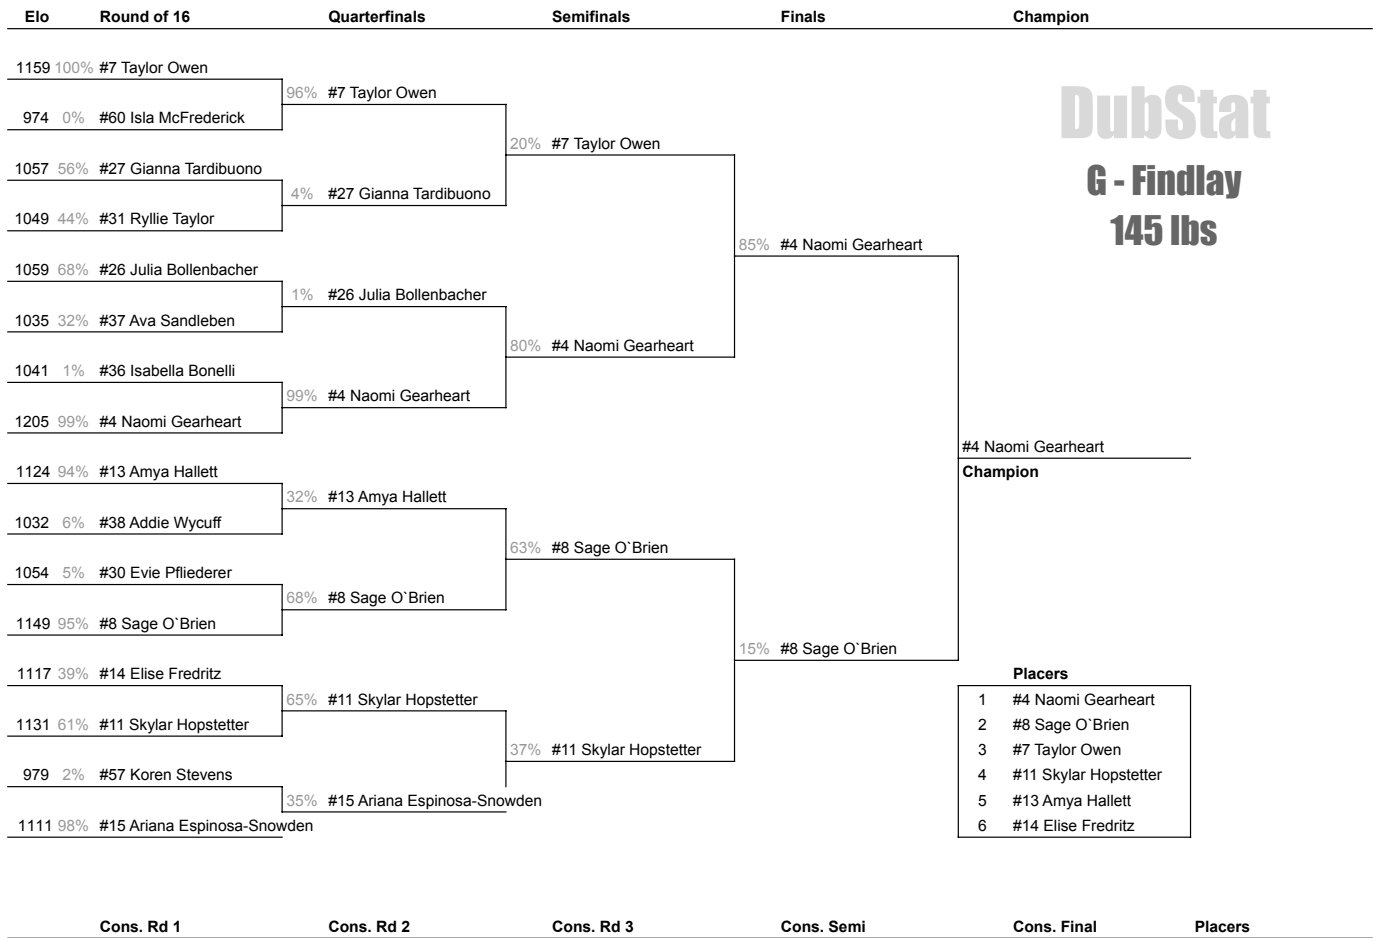 Elo Round of 16 Quarterfinals Semifinals Finals Champion
1159 100% #7 Taylor Owen
96% #7 Taylor Owen
974 0% #60 Isla McFrederick
20% #7 Taylor Owen
1057 56% #27 Gianna Tardibuono
4% #27 Gianna Tardibuono
1049 44% #31 Ryllie Taylor
85% #4 Naomi Gearheart
1059 68% #26 Julia Bollenbacher
1% #26 Julia Bollenbacher
1035 32% #37 Ava Sandleben
80% #4 Naomi Gearheart
1041 1% #36 Isabella Bonelli
99% #4 Naomi Gearheart
1205 99% #4 Naomi Gearheart
DubStat
G - Findlay
145 lbs
#4 Naomi Gearheart
Champion
1124 94% #13 Amya Hallett
32% #13 Amya Hallett
1032 6% #38 Addie Wycuff
63% #8 Sage O`Brien
1054 5% #30 Evie Pfliederer
68% #8 Sage O`Brien
1149 95% #8 Sage O`Brien
15% #8 Sage O`Brien
1117 39% #14 Elise Fredritz
65% #11 Skylar Hopstetter
1131 61% #11 Skylar Hopstetter
37% #11 Skylar Hopstetter
979 2% #57 Koren Stevens
35% #15 Ariana Espinosa-Snowden
1111 98% #15 Ariana Espinosa-Snowden
Placers
1 #4 Naomi Gearheart
2 #8 Sage O`Brien
3 #7 Taylor Owen
4 #11 Skylar Hopstetter
5 #13 Amya Hallett
6 #14 Elise Fredritz
Cons. Rd 1 Cons. Rd 2 Cons. Rd 3 Cons. Semi Cons. Final Placers